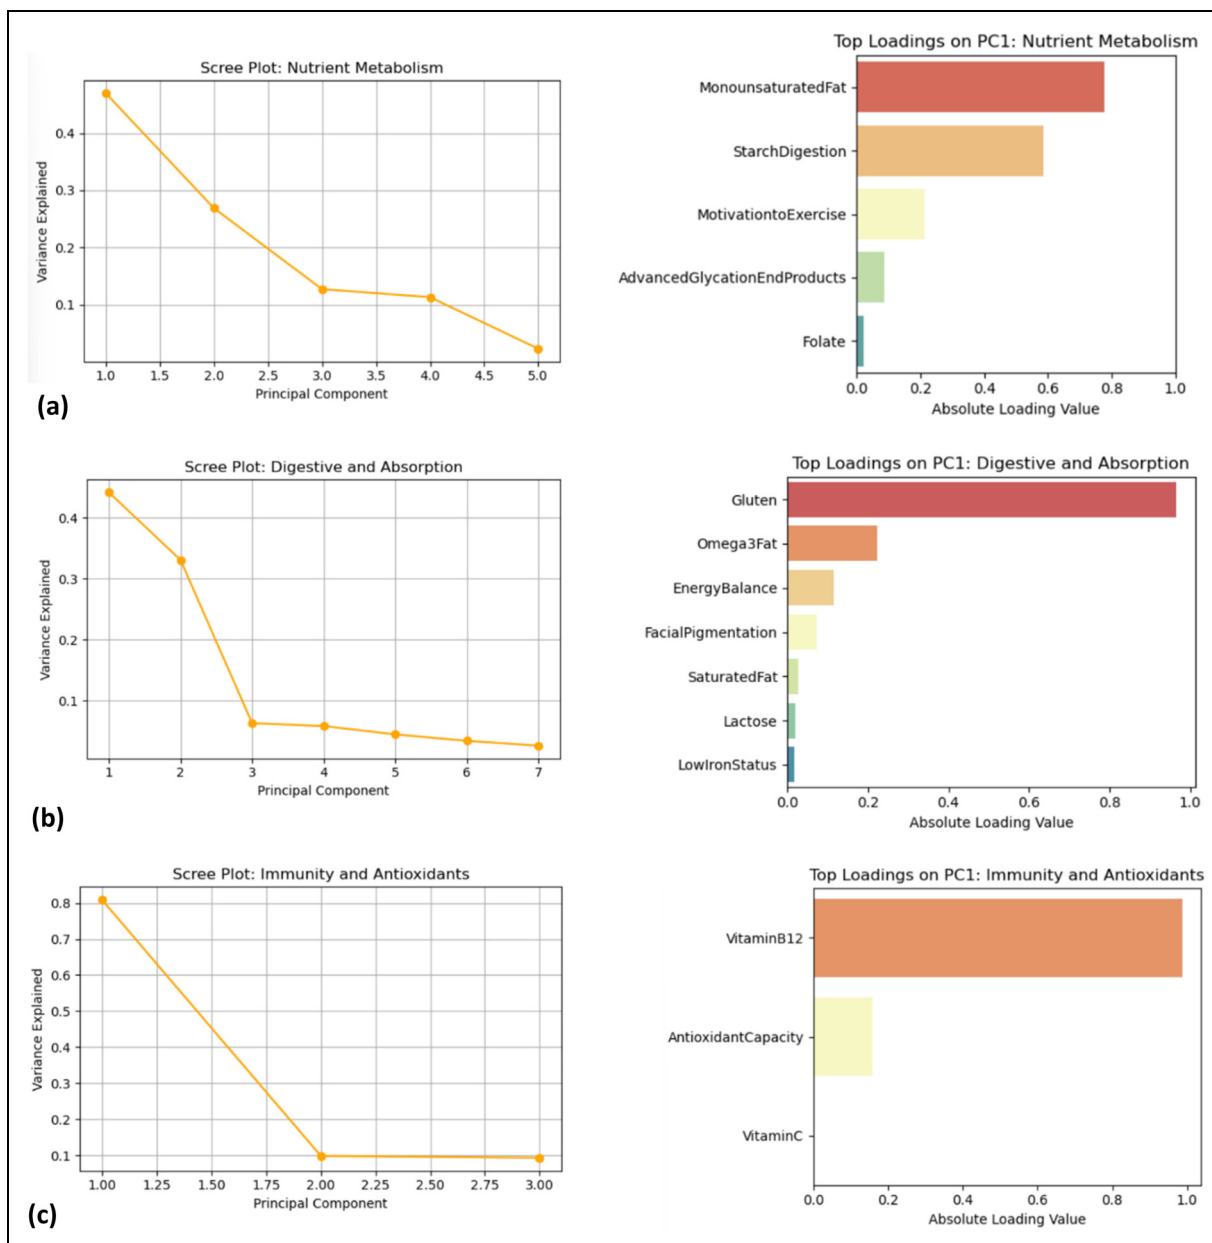 Scree Plot: Nutrient Metabolism
Variance Explained
0.4
0.3
0.2
0.1
1.0 1.5 2.0 2.5 3.0 3.5 4.0 4.5 5.0
Principal Component
Top Loadings on PC1: Nutrient Metabolism
MonounsaturatedFat
StarchDigestion
MotivationtoExercise
AdvancedGlycationEndProducts
Folate
0.0 0.2 0.4 0.6 0.8 1.0
Absolute Loading Value
(a)
Scree Plot: Digestive and Absorption
Variance Explained
0.4
0.3
0.2
0.1
1 2 3 4 5 6 7
Principal Component
Top Loadings on PC1: Digestive and Absorption
Gluten
Omega3Fat
EnergyBalance
FacialPigmentation
SaturatedFat
Lactose
LowIronStatus
0.0 0.2 0.4 0.6 0.8 1.0
Absolute Loading Value
(b)
Scree Plot: Immunity and Antioxidants
Variance Explained
0.8
0.7
0.6
0.5
0.4
0.3
0.2
0.1
1.00 1.25 1.50 1.75 2.00 2.25 2.50 2.75 3.00
Principal Component
Top Loadings on PC1: Immunity and Antioxidants
VitaminB12
AntioxidantCapacity
VitaminC
0.0 0.2 0.4 0.6 0.8 1.0
Absolute Loading Value
(c)